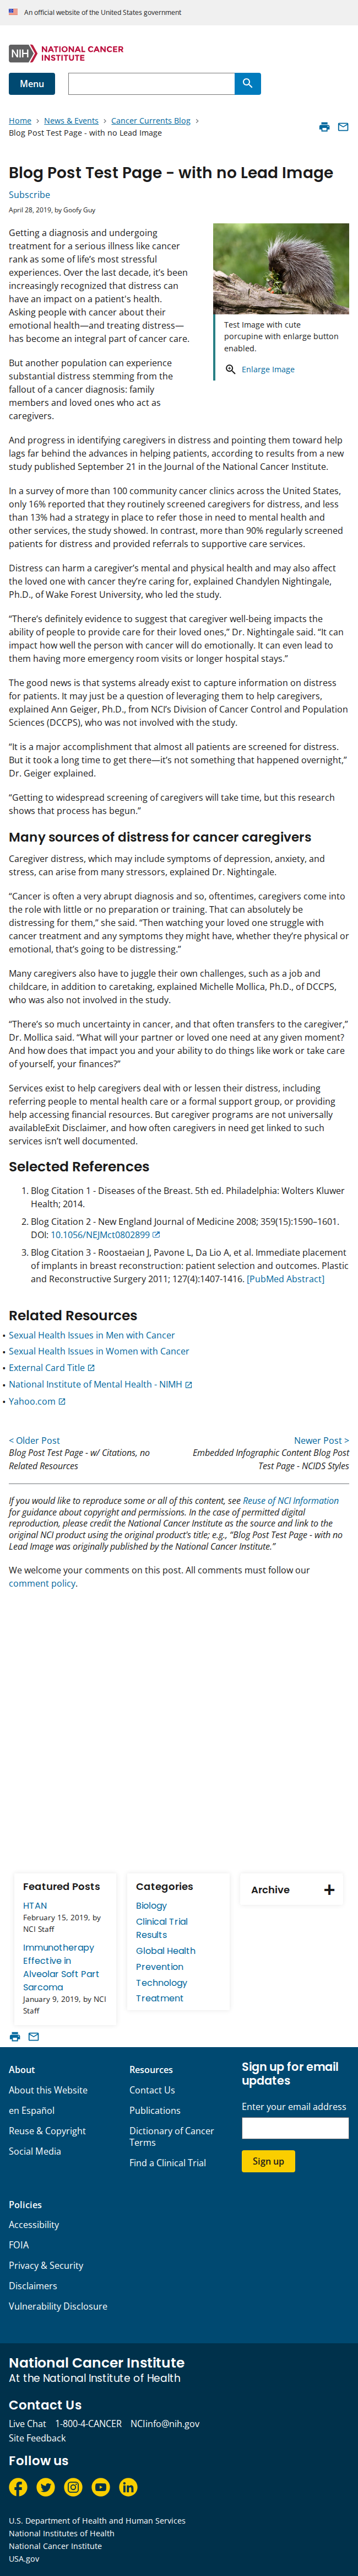 An official website of the United States government
NIH NATIONAL CANCER
INSTITUTE
Menu
Home › News & Events › Cancer Currents Blog ›
Blog Post Test Page - with no Lead Image
Blog Post Test Page - with no Lead Image
Subscribe
April 28, 2019, by Goofy Guy
Getting a diagnosis and undergoing
treatment for a serious illness like cancer
rank as some of life's most stressful
experiences. Over the last decade, it's been
increasingly recognized that distress can
have an impact on a patient's health.
Asking people with cancer about their
emotional health—and treating their distress—
has become an integral part of cancer care.
Test Image with cute
porcupine with enlarge button
enabled.
Enlarge Image
But another population can experience
substantial distress stemming from the
fallout of a cancer diagnosis: family
members and loved ones who act as
caregivers.
And progress in identifying caregivers in distress and pointing them toward help
lags far behind the advances in helping patients, according to results from a new
study published September 21 in the Journal of the National Cancer Institute.
In a survey of more than 100 community cancer clinics across the United States,
only 16% reported that they routinely screened caregivers for distress, and less
than 13% had a strategy in place to refer those in need to mental health and
other services, the study showed. In contrast, more than 90% regularly screened
patients for distress and provided referrals to supportive care services.
Distress can harm a caregiver's mental and physical health and may also affect
the loved one with cancer they're caring for, explained Chandylen Nightingale,
Ph.D., of Wake Forest University, who led the study.
“There's definitely evidence to suggest that caregiver well-being impacts the
ability of people to provide care for their loved ones,” Dr. Nightingale said. “It can
impact how well the person with cancer will do emotionally. It can even lead to
them having more emergency room visits or longer hospital stays.”
The good news is that systems already exist to capture information on distress
for patients. It may just be a question of leveraging them to help caregivers,
explained Ann Geiger, Ph.D., from NCI's Division of Cancer Control and Population
Sciences (DCCPS), who was not involved with the study.
“It is a major accomplishment that almost all patients are screened for distress.
But it took a long time to get there—it's not something that happened overnight,”
Dr. Geiger explained.
“Getting to widespread screening of caregivers will take time, but this research
shows that process has begun.”
Many sources of distress for cancer caregivers
Caregiver distress, which may include symptoms of depression, anxiety, and
stress, can arise from many stressors, explained Dr. Nightingale.
“Cancer is often a very abrupt diagnosis and so, oftentimes, caregivers come into
the role with little or no preparation or training. That can absolutely be
distressing for them,” she said. “Then watching your loved one struggle with
cancer treatment and any symptoms they might have, whether they're physical or
emotional, that's going to be distressing.”
Many caregivers also have to juggle their own challenges, such as a job and
childcare, in addition to caretaking, explained Michelle Mollica, Ph.D., of DCCPS,
who was also not involved in the study.
“There's so much uncertainty in cancer, and that often transfers to the caregiver,”
Dr. Mollica said. “What will your partner or loved one need at any given moment?
And how does that impact you and your ability to do things like work or take care
of yourself, your finances?”
Services exist to help caregivers deal with or lessen their distress, including
referring people to mental health care or a formal support group, or providing
help accessing financial resources. But caregiver programs are not universally
availableExit Disclaimer, and how often caregivers in need get linked to such
services isn't well documented.
Selected References
1. Blog Citation 1 - Diseases of the Breast. 5th ed. Philadelphia: Wolters Kluwer
Health; 2014.
2. Blog Citation 2 - New England Journal of Medicine 2008; 359(15):1590–1601.
DOI: 10.1056/NEJMct0802899
3. Blog Citation 3 - Roostaeian J, Pavone L, Da Lio A, et al. Immediate placement
of implants in breast reconstruction: patient selection and outcomes. Plastic
and Reconstructive Surgery 2011; 127(4):1407-1416. [PubMed Abstract]
Related Resources
• Sexual Health Issues in Men with Cancer
• Sexual Health Issues in Women with Cancer
• External Card Title
• National Institute of Mental Health - NIMH
• Yahoo.com
< Older Post
Blog Post Test Page - w/ Citations, no
Related Resources
Newer Post >
Embedded Infographic Content Blog Post
Test Page - NCIDS Styles
If you would like to reproduce some or all of this content, see Reuse of NCI Information
for guidance about copyright and permissions. In the case of permitted digital
reproduction, please credit the National Cancer Institute as the source and link to the
original NCI product using the original product's title; e.g., “Blog Post Test Page - with no
Lead Image was originally published by the National Cancer Institute.”
We welcome your comments on this post. All comments must follow our
comment policy.
Featured Posts
HTAN
February 15, 2019, by
NCI Staff
Immunotherapy
Effective in
Alveolar Soft Part
Sarcoma
January 9, 2019, by NCI
Staff
Categories
Biology
Clinical Trial
Results
Global Health
Prevention
Technology
Treatment
Archive
About
About this Website
en Español
Reuse & Copyright
Social Media
Resources
Contact Us
Publications
Dictionary of Cancer
Terms
Find a Clinical Trial
Sign up for email
updates
Enter your email address
Sign up
Policies
Accessibility
FOIA
Privacy & Security
Disclaimers
Vulnerability Disclosure
National Cancer Institute
At the National Institute of Health
Contact Us
Live Chat 1-800-4-CANCER NCIinfo@nih.gov
Site Feedback
Follow us
U.S. Department of Health and Human Services
National Institutes of Health
National Cancer Institute
USA.gov